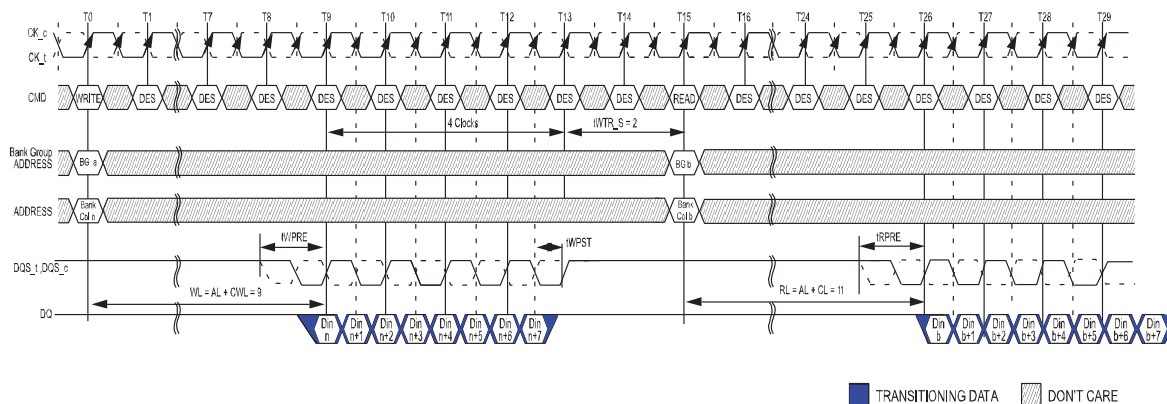 T0 T1 T7 T8 T9 T10 T11 T12 T13 T14 T15 T16 T24 T25 T26 T27 T28 T29
CK_c
CK_t
CMD WRITE DES DES DES DES DES DES DES DES DES READ DES DES DES DES DES DES DES
4 Clocks tWTR_S = 2
Bank Group
ADDRESS BG a BG b
ADDRESS Bank Col n Bank Col b
tWPRE tWPST tRPRE
DQS_t,DQS_c
WL = AL + CWL = 9 RL = AL + CL = 11
DQ Din n Din n+1 Din n+2 Din n+3 Din n+4 Din n+5 Din n+6 Din n+7 Din b Din b+1 Din b+2 Din b+3 Din b+4 Din b+5 Din b+6 Din b+7
TRANSITIONING DATA DON'T CARE